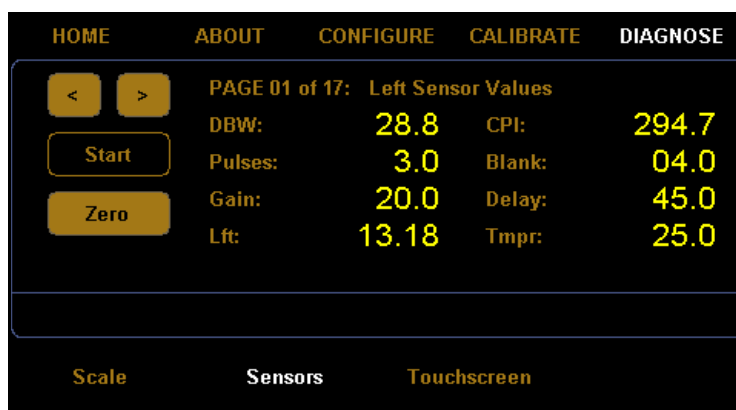 HOME ABOUT CONFIGURE CALIBRATE DIAGNOSE
< > PAGE 01 of 17: Left Sensor Values
DBW: 28.8 CPI: 294.7
Start Pulses: 3.0 Blank: 04.0
Zero Gain: 20.0 Delay: 45.0
Lft: 13.18 Tmpr: 25.0
Scale Sensors Touchscreen